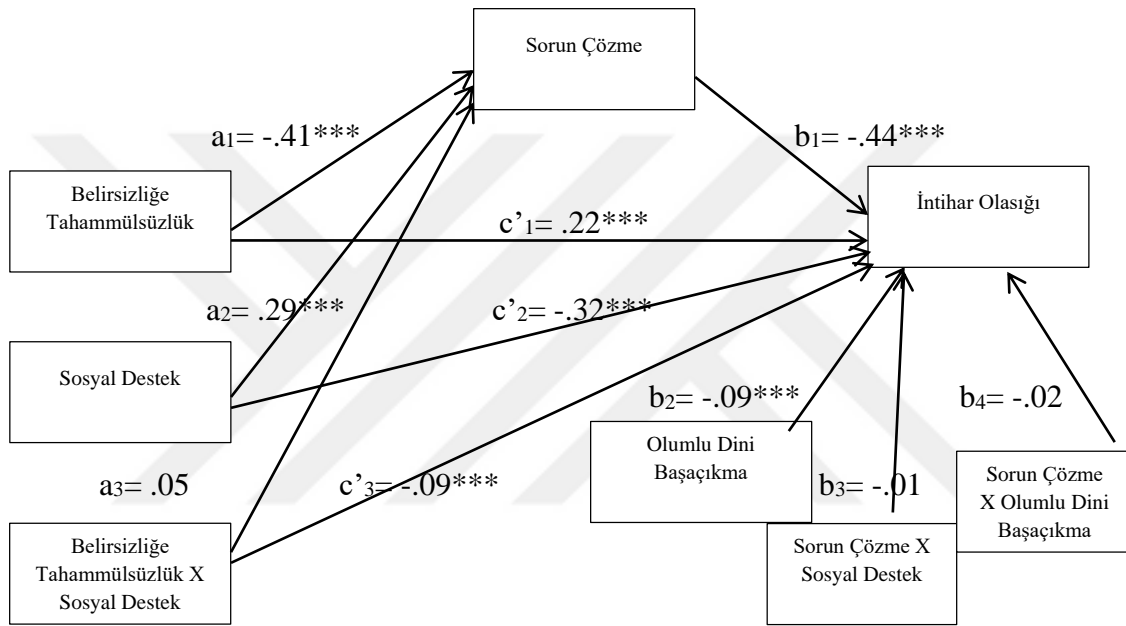 Sorun Çözme
a1= -.41***
b1= -.44***
Belirsizliğe
Tahammülsüzlük
İntihar Olasığı
c’1= .22***
a2= .29***
c’2= -.32***
Sosyal Destek
b2= -.09***
b4= -.02
Olumlu Dini
Başaçıkma
a3= .05
c’3= -.09***
b3= -.01
Sorun Çözme
X Olumlu Dini
Başaçıkma
Belirsizliğe
Tahammülsüzlük X
Sosyal Destek
Sorun Çözme X
Sosyal Destek